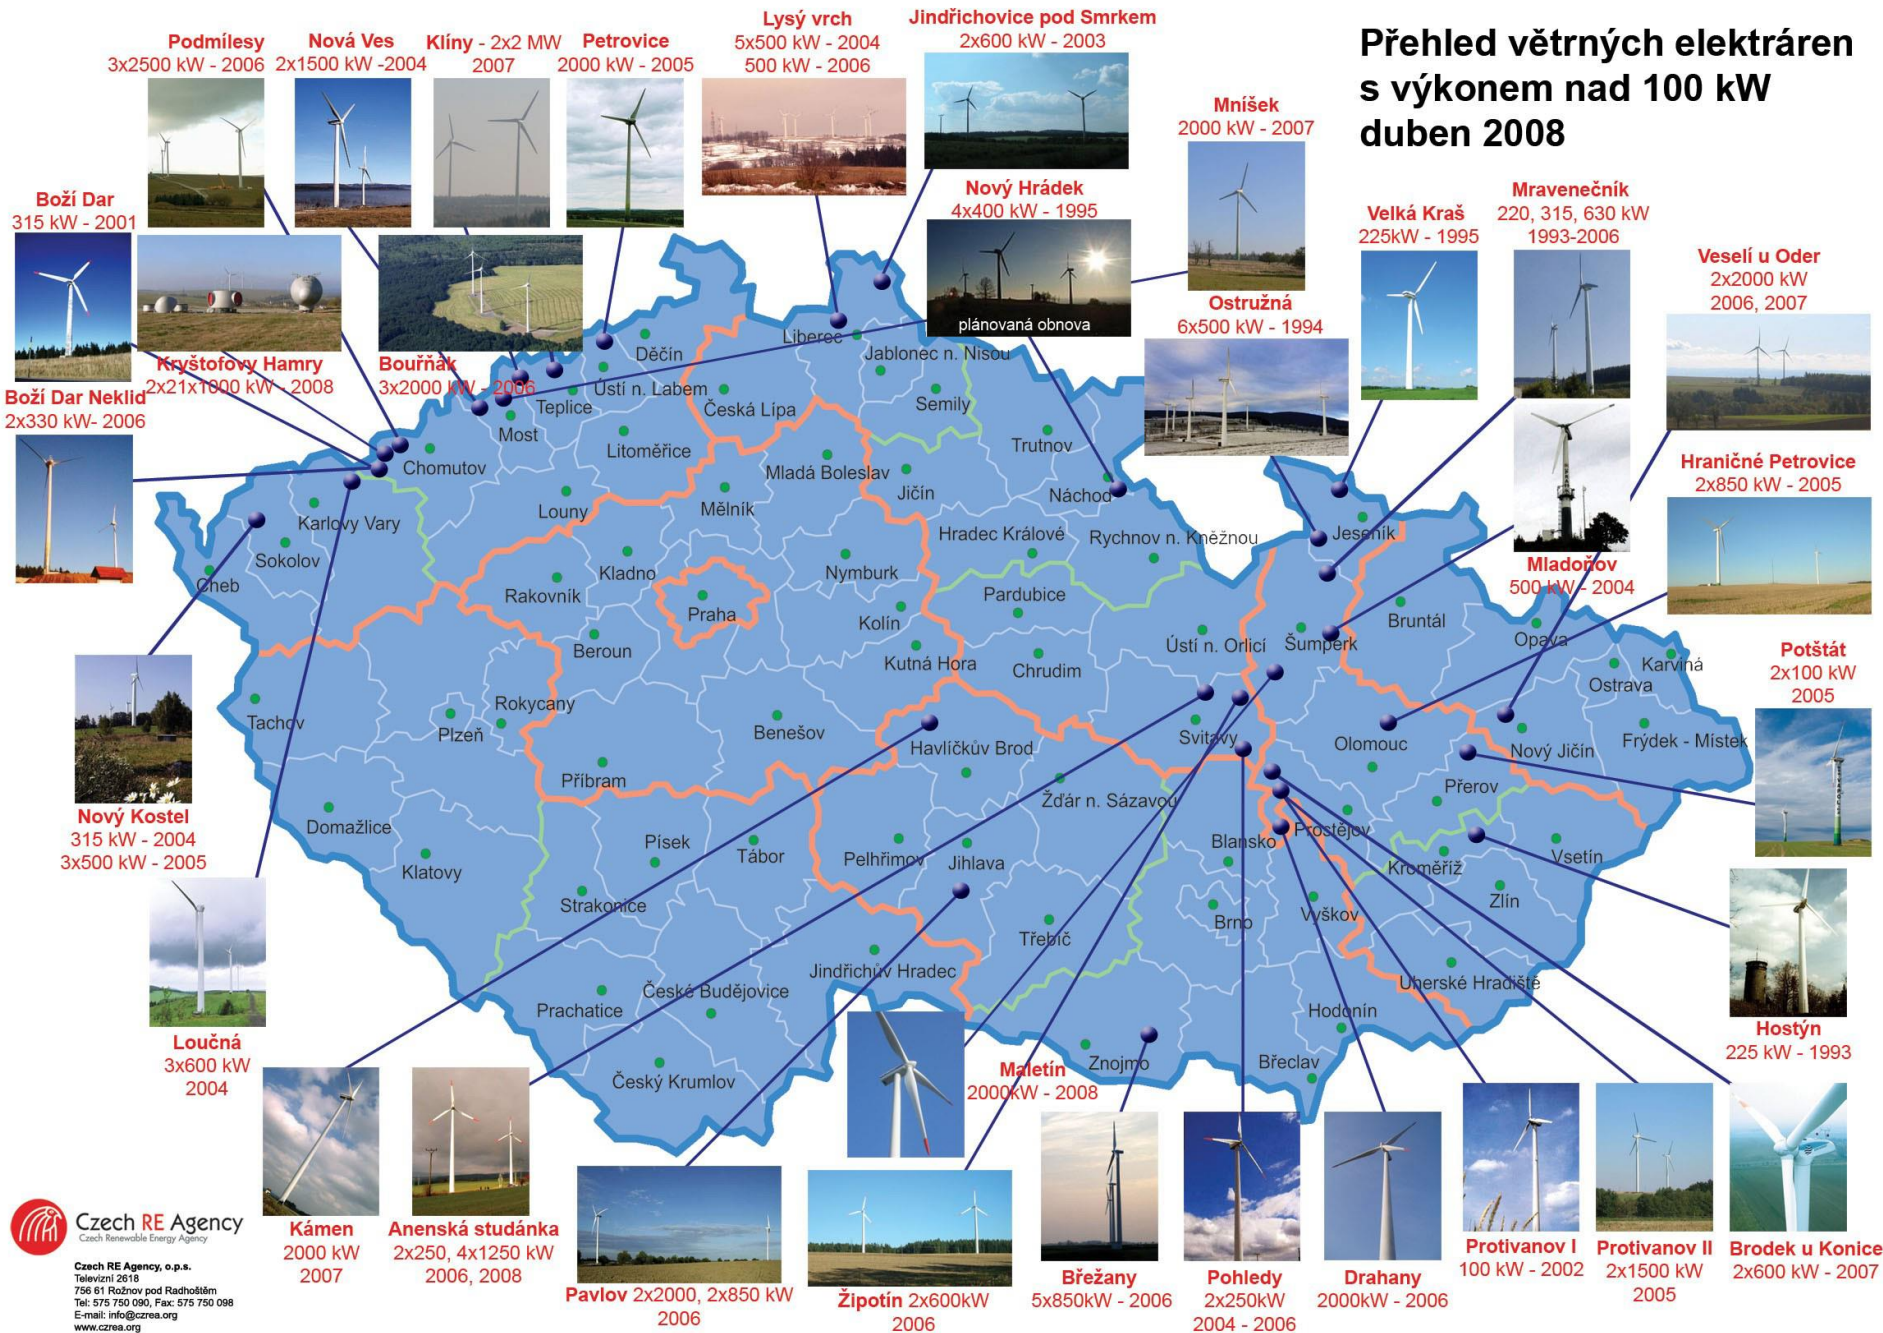 Přehled větrných elektráren
s výkonem nad 100 kW
duben 2008
Podmílesy
3x2500 kW - 2006
Nová Ves
2x1500 kW -2004
Klíny - 2x2 MW
2007
Petrovice
2000 kW - 2005
Lysý vrch
5x500 kW - 2004
500 kW - 2006
Jindřichovice pod Smrkem
2x600 kW - 2003
Mníšek
2000 kW - 2007
Nový Hrádek
4x400 kW - 1995
plánovaná obnova
Ostružná
6x500 kW - 1994
Velká Kraš
225kW - 1995
Mravenečník
220, 315, 630 kW
1993-2006
Veselí u Oder
2x2000 kW
2006, 2007
Boží Dar
315 kW - 2001
Kryštofovy Hamry
2x21x1000 kW - 2008
Bouřňák
3x2000 kW - 2006
Boží Dar Neklid
2x330 kW- 2006
Mladoňov
500 kW - 2004
Hraničné Petrovice
2x850 kW - 2005
Potštát
2x100 kW
2005
Nový Kostel
315 kW - 2004
3x500 kW - 2005
Loučná
3x600 kW
2004
Hostýn
225 kW - 1993
Kámen
2000 kW
2007
Anenská studánka
2x250, 4x1250 kW
2006, 2008
Pavlov 2x2000, 2x850 kW
2006
Maletín
2000kW - 2008
Žipotín 2x600kW
2006
Břežany
5x850kW - 2006
Pohledy
2x250kW
2004 - 2006
Drahany
2000kW - 2006
Protivanov I
100 kW - 2002
Protivanov II
2x1500 kW
2005
Brodek u Konice
2x600 kW - 2007
Děčín
Liberec
Jablonec n. Nisou
Ústí n. Labem
Teplice
Česká Lípa
Semily
Most
Litoměřice
Trutnov
Chomutov
Mladá Boleslav
Jičín
Náchod
Louny
Mělník
Karlovy Vary
Sokolov
Cheb
Hradec Králové
Rychnov n. Kněžnou
Jeseník
Kladno
Nymburk
Rakovník
Praha
Pardubice
Kolín
Bruntál
Opava
Beroun
Kutná Hora
Chrudim
Ústí n. Orlicí
Šumperk
Karviná
Ostrava
Rokycany
Tachov
Plzeň
Benešov
Havlíčkův Brod
Svitavy
Olomouc
Nový Jičín
Frýdek - Místek
Příbram
Přerov
Žďár n. Sázavou
Domažlice
Písek
Tábor
Pelhřimov
Jihlava
Blansko
Prostějov
Kroměříž
Vsetín
Klatovy
Strakonice
Brno
Vyškov
Zlín
Třebíč
Jindřichův Hradec
Uherské Hradiště
Prachatice
České Budějovice
Hodonín
Český Krumlov
Znojmo
Břeclav
Czech RE Agency
Czech Renewable Energy Agency
Czech RE Agency, o.p.s.
Televizní 2618
756 61 Rožnov pod Radhoštěm
Tel: 575 750 090, Fax: 575 750 098
E-mail: info@czrea.org
www.czrea.org